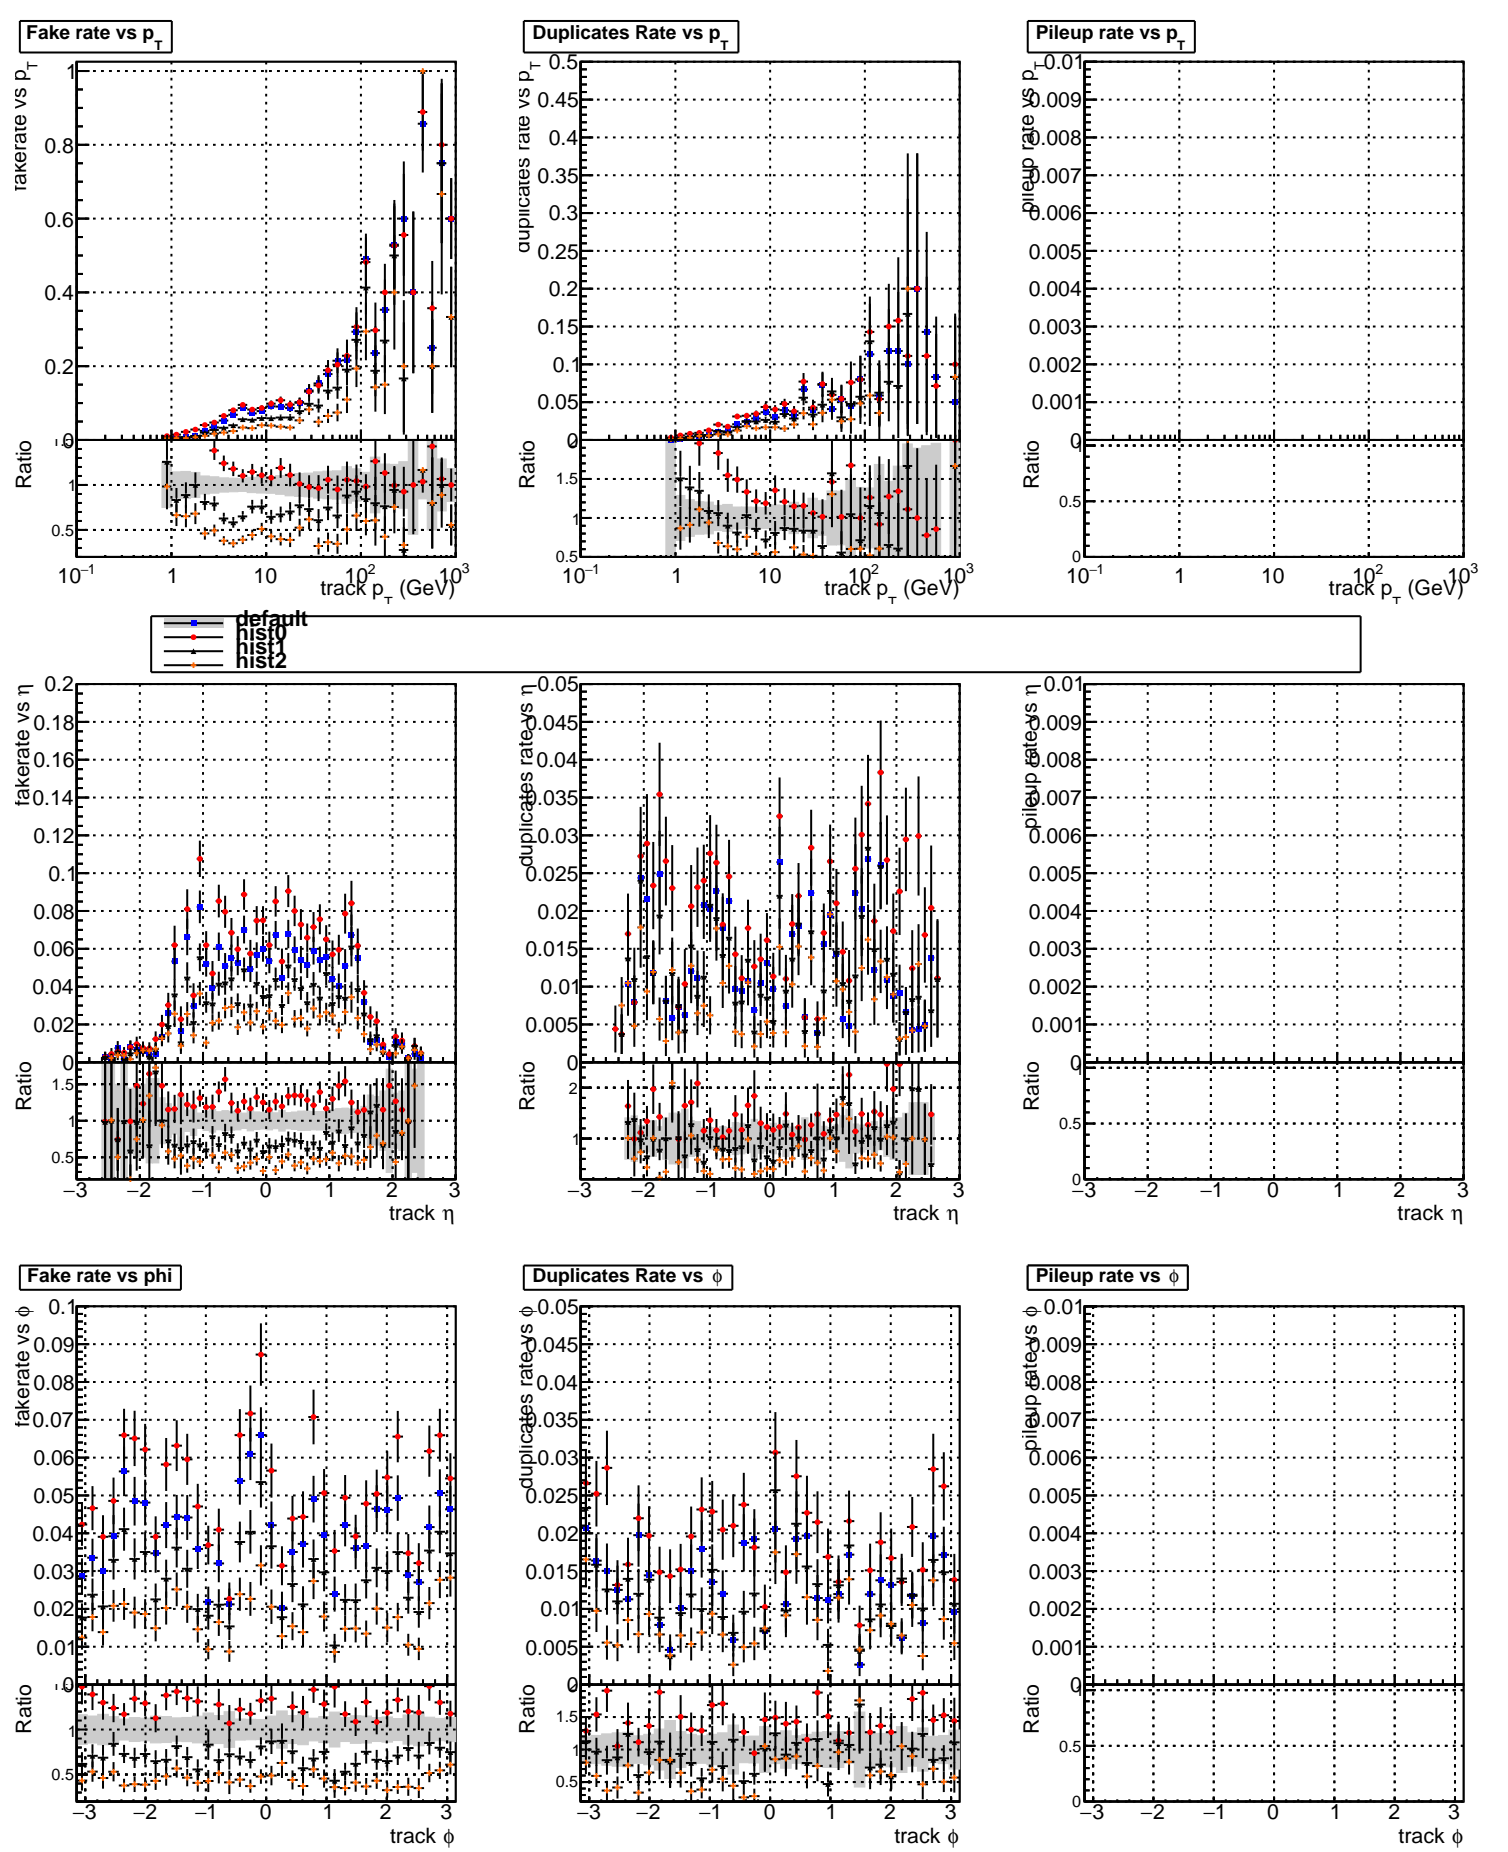 Fake rate vs pT
Duplicates Rate vs pT
Pileup rate vs pT
fakerate vs pT
duplicates rate vs pT
pileup rate vs pT
1
0.8
0.6
0.4
0.2
0
0.5
0.45
0.4
0.35
0.3
0.25
0.2
0.15
0.1
0.05
0
0.01
0.009
0.008
0.007
0.006
0.005
0.004
0.003
0.002
0.001
0
Ratio
1
0.5
Ratio
1.5
1
0.5
Ratio
1
0.5
0
10−1 1 10 102 103
10−1 1 10 102 103
10−1 1 10 102 103
track pT (GeV)
track pT (GeV)
track pT (GeV)
default
hist0
hist1
hist2
fakerate vs η
duplicates rate vs η
pileup rate vs η
0.2
0.18
0.16
0.14
0.12
0.1
0.08
0.06
0.04
0.02
0
0.05
0.045
0.04
0.035
0.03
0.025
0.02
0.015
0.01
0.005
0
0.01
0.009
0.008
0.007
0.006
0.005
0.004
0.003
0.002
0.001
0
Ratio
1.5
1
0.5
Ratio
2
1
Ratio
1
0.5
0
−3 −2 −1 0 1 2 3
−3 −2 −1 0 1 2 3
−3 −2 −1 0 1 2 3
track η
track η
track η
Fake rate vs phi
Duplicates Rate vs ϕ
Pileup rate vs ϕ
fakerate vs ϕ
duplicates rate vs ϕ
pileup rate vs ϕ
0.1
0.09
0.08
0.07
0.06
0.05
0.04
0.03
0.02
0.01
0
0.05
0.045
0.04
0.035
0.03
0.025
0.02
0.015
0.01
0.005
0
0.01
0.009
0.008
0.007
0.006
0.005
0.004
0.003
0.002
0.001
0
Ratio
1
0.5
Ratio
1.5
1
0.5
Ratio
1
0.5
0
−3 −2 −1 0 1 2 3
−3 −2 −1 0 1 2 3
−3 −2 −1 0 1 2 3
track ϕ
track ϕ
track ϕ